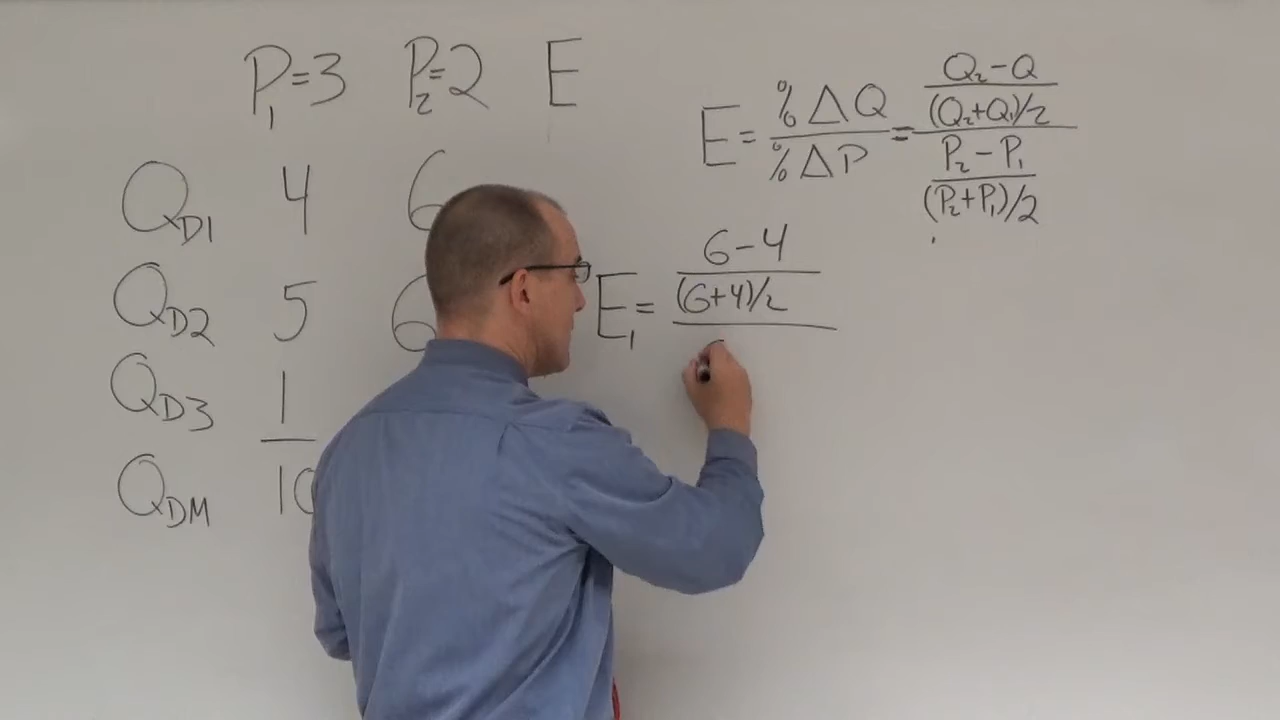 P₁=3 P₂=2 E
Q_D1 4 6
Q_D2 5 6
Q_D3 1
Q_DM 10
E = %ΔQ / %ΔP = ((Q₂-Q) / ((Q₂+Q₁)/2)) / ((P₂-P₁) / ((P₂+P₁)/2))
E₁ = (6-4) / ((6+4)/2)